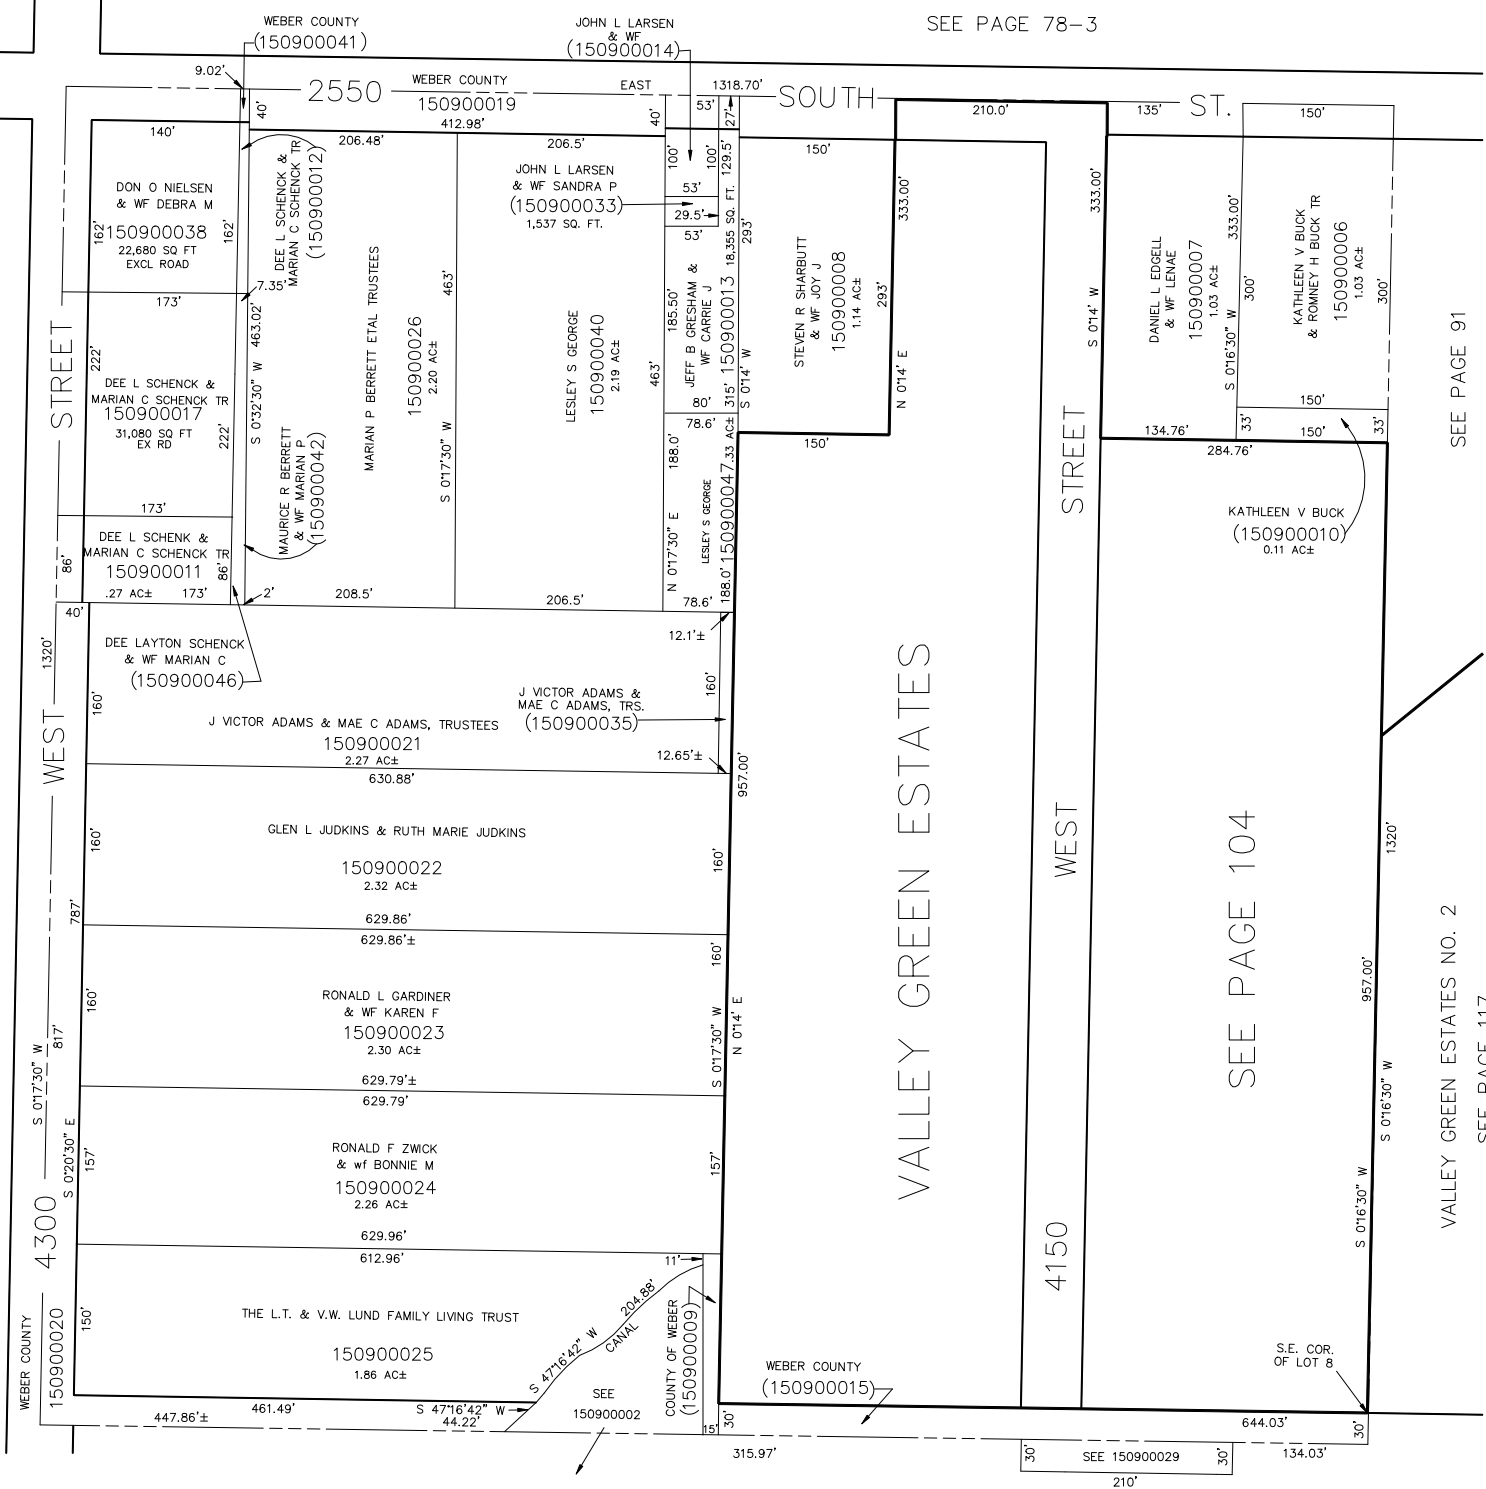 WEBER COUNTY
(150900041)
JOHN L LARSEN
& WF
(150900014)
SEE PAGE 78-3
9.02'
2550
WEBER COUNTY
150900019
EAST
1318.70'
SOUTH
ST.
40'
412.98'
40'
53'
27'
210.0'
135'
150'
140'
206.48'
206.5'
150'
DON O NIELSEN
& WF DEBRA M
150900038
22,680 SQ FT
EXCL ROAD
162'
162'
173'
7.35'
DEE L SCHENCK &
MARIAN C SCHENCK TR
(150900012)
S 0°32'30" W 463.02'
MARIAN P BERRETT ETAL TRUSTEES
150900026
2.20 AC±
463'
S 0°17'30" W
JOHN L LARSEN
& WF SANDRA P
(150900033)
1,537 SQ. FT.
LESLEY S GEORGE
150900040
2.19 AC±
463'
100'
100'
53'
29.5'
53'
185.50'
JEFF B GRESHAM &
WF CARRIE J
150900013
18,355 SQ. FT.
129.5'
315'
80'
293'
S 0°14' W
STEVEN R SHARBUTT
& WF JOY J
150900008
1.14 AC±
293'
333.00'
N 0°14' E
150'
333.00'
S 0°14' W
DANIEL L EDGELL
& WF LENAE
150900007
1.03 AC±
333.00'
300'
S 0°16'30" W
KATHLEEN V BUCK
& ROMNEY H BUCK TR
150900006
1.03 AC±
300'
150'
33'
33'
134.76'
150'
284.76'
KATHLEEN V BUCK
(150900010)
0.11 AC±
SEE PAGE 91
STREET
222'
DEE L SCHENCK &
MARIAN C SCHENCK TR
150900017
31,080 SQ FT
EX RD
222'
173'
MAURICE R BERRETT
& WF MARIAN P
(150900042)
78.6'
188.0'
N 0°17'30" E
LESLEY S GEORGE
150900047
.33 AC±
188.0'
78.6'
DEE L SCHENK &
MARIAN C SCHENCK TR
150900011
.27 AC±
173'
86'
86'
2'
208.5'
206.5'
40'
1320'
DEE LAYTON SCHENCK
& WF MARIAN C
(150900046)
12.1'±
160'
160'
J VICTOR ADAMS &
MAE C ADAMS, TRS.
(150900035)
J VICTOR ADAMS & MAE C ADAMS, TRUSTEES
150900021
2.27 AC±
12.65'±
630.88'
WEST
957.00'
GLEN L JUDKINS & RUTH MARIE JUDKINS
150900022
2.32 AC±
160'
160'
629.86'
787'
629.86'±
RONALD L GARDINER
& WF KAREN F
150900023
2.30 AC±
160'
160'
S 0°17'30" W
N 0°14' E
817'
S 0°17'30" W
629.79'±
629.79'
RONALD F ZWICK
& wf BONNIE M
150900024
2.26 AC±
S 0°20'30" E
157'
157'
629.96'
4300
612.96'
11'
THE L.T. & V.W. LUND FAMILY LIVING TRUST
150900025
1.86 AC±
150'
WEBER COUNTY
150900020
S 47°16'42" W
204.88'
CANAL
COUNTY OF WEBER
(150900009)
SEE
150900002
461.49'
447.86'±
S 47°16'42" W
44.22'
15'
30'
315.97'
VALLEY GREEN ESTATES
STREET
WEST
4150
SEE PAGE 104
1320'
957.00'
S 0°16'30" W
S 0°16'30" W
VALLEY GREEN ESTATES NO. 2
SEE PAGE 117
WEBER COUNTY
(150900015)
S.E. COR.
OF LOT 8
644.03'
30'
30'
SEE 150900029
30'
134.03'
210'